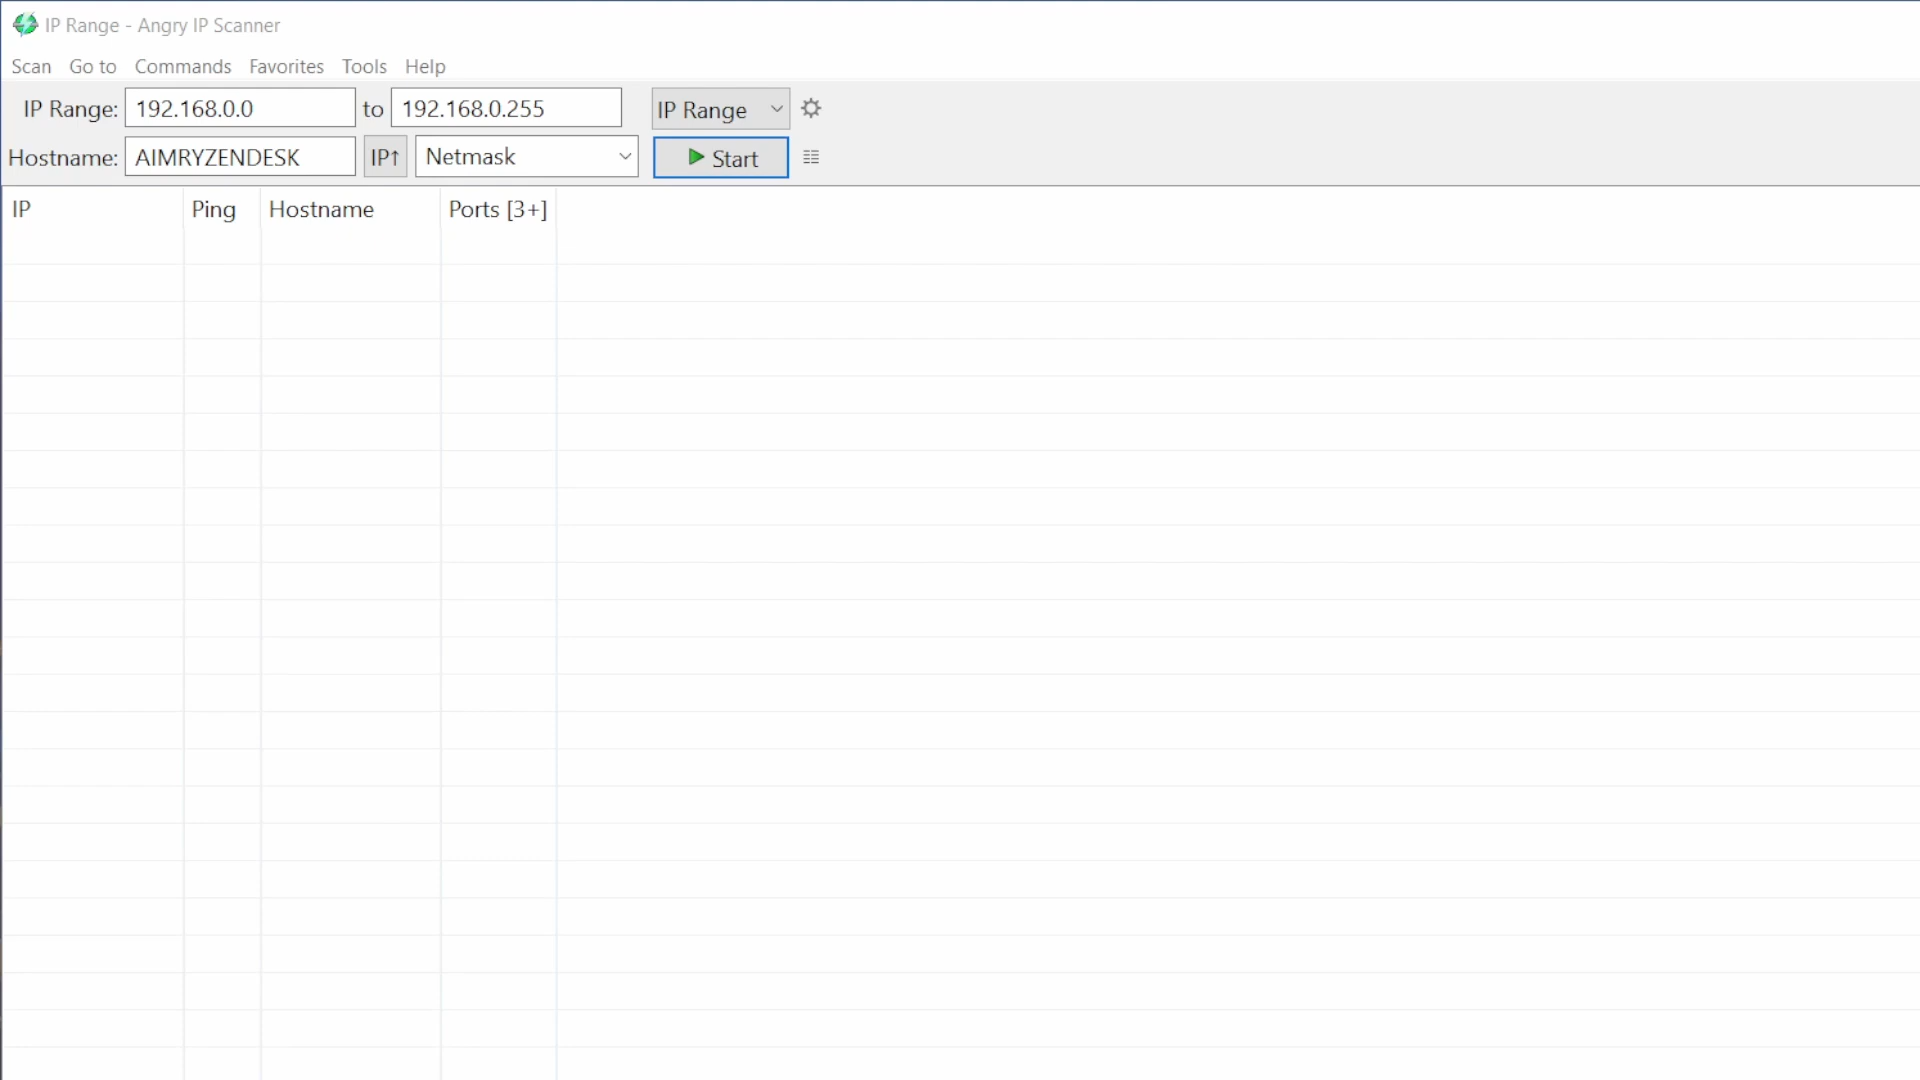 IP Range - Angry IP Scanner
Scan Go to Commands Favorites Tools Help
IP Range: 192.168.0.0 to 192.168.0.255 IP Range
Hostname: AIMRYZENDESK IP↑ Netmask Start
IP Ping Hostname Ports [3+]